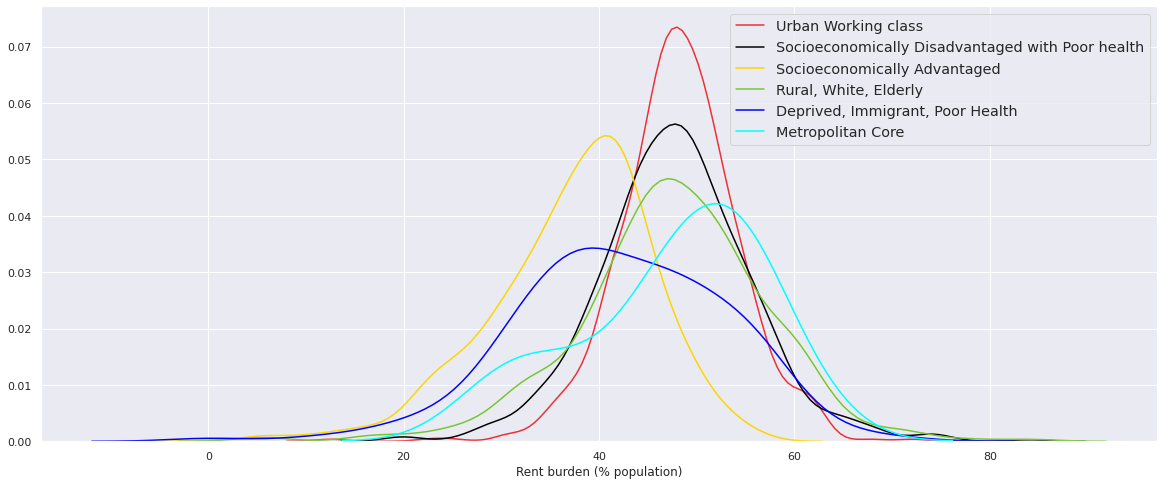 0.07
0.06
0.05
0.04
0.03
0.02
0.01
0.00
Urban Working class
Socioeconomically Disadvantaged with Poor health
Socioeconomically Advantaged
Rural, White, Elderly
Deprived, Immigrant, Poor Health
Metropolitan Core
0 20 40 60 80
Rent burden (% population)